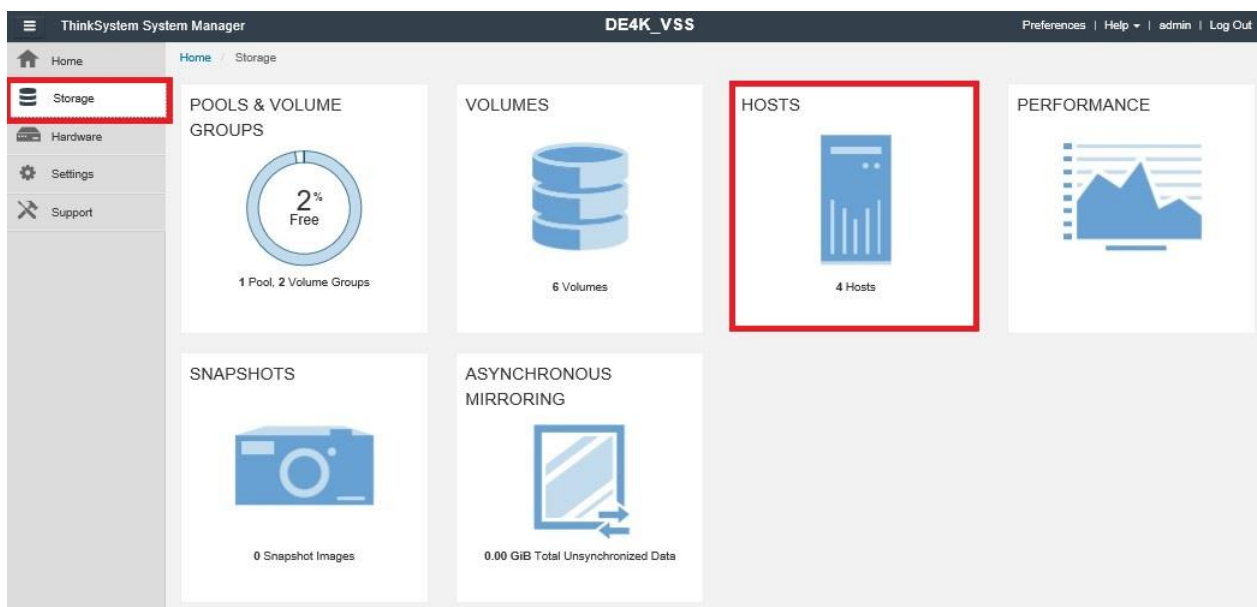 ThinkSystem System Manager
DE4K_VSS
Preferences | Help | admin | Log Out
Home
Storage
Hardware
Settings
Support
Home / Storage
POOLS & VOLUME
GROUPS
2%
Free
1 Pool, 2 Volume Groups
VOLUMES
6 Volumes
HOSTS
4 Hosts
PERFORMANCE
SNAPSHOTS
0 Snapshot Images
ASYNCHRONOUS
MIRRORING
0.00 GiB Total Unsynchronized Data